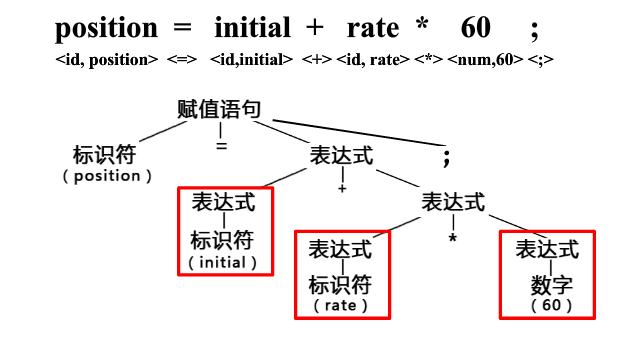 position = initial + rate * 60 ;
<id, position> <=> <id,initial> <+> <id, rate> <*> <num,60> <;>
赋值语句
标识符 = 表达式 ;
(position)
表达式 + 表达式
标识符 表达式 * 表达式
(initial) 标识符 数字
(rate) (60)